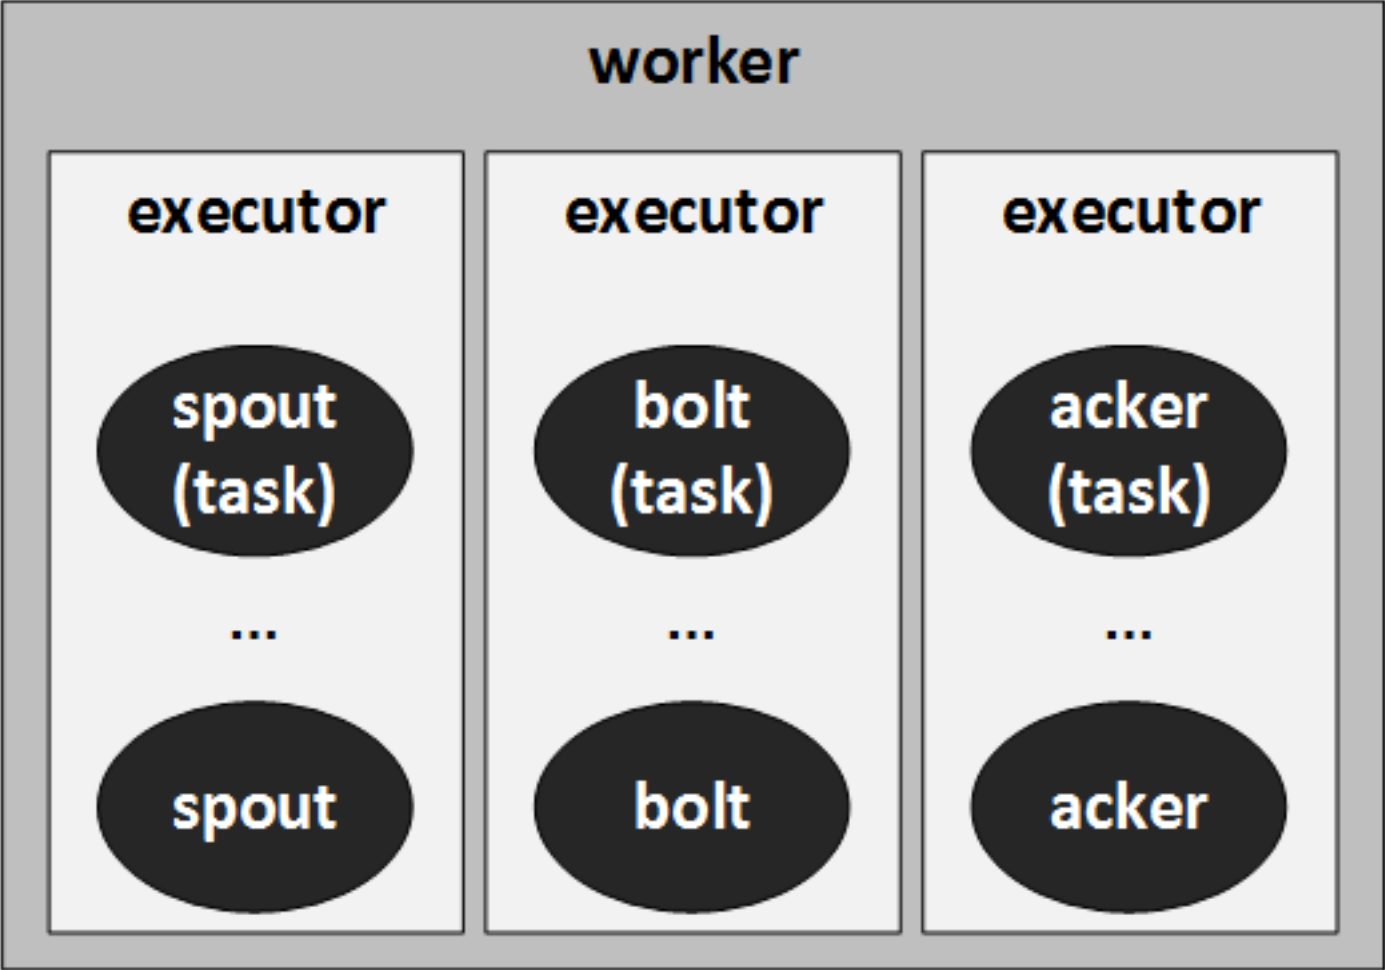 worker
executor
executor
executor
spout
(task)
bolt
(task)
acker
(task)
...
...
...
spout
bolt
acker